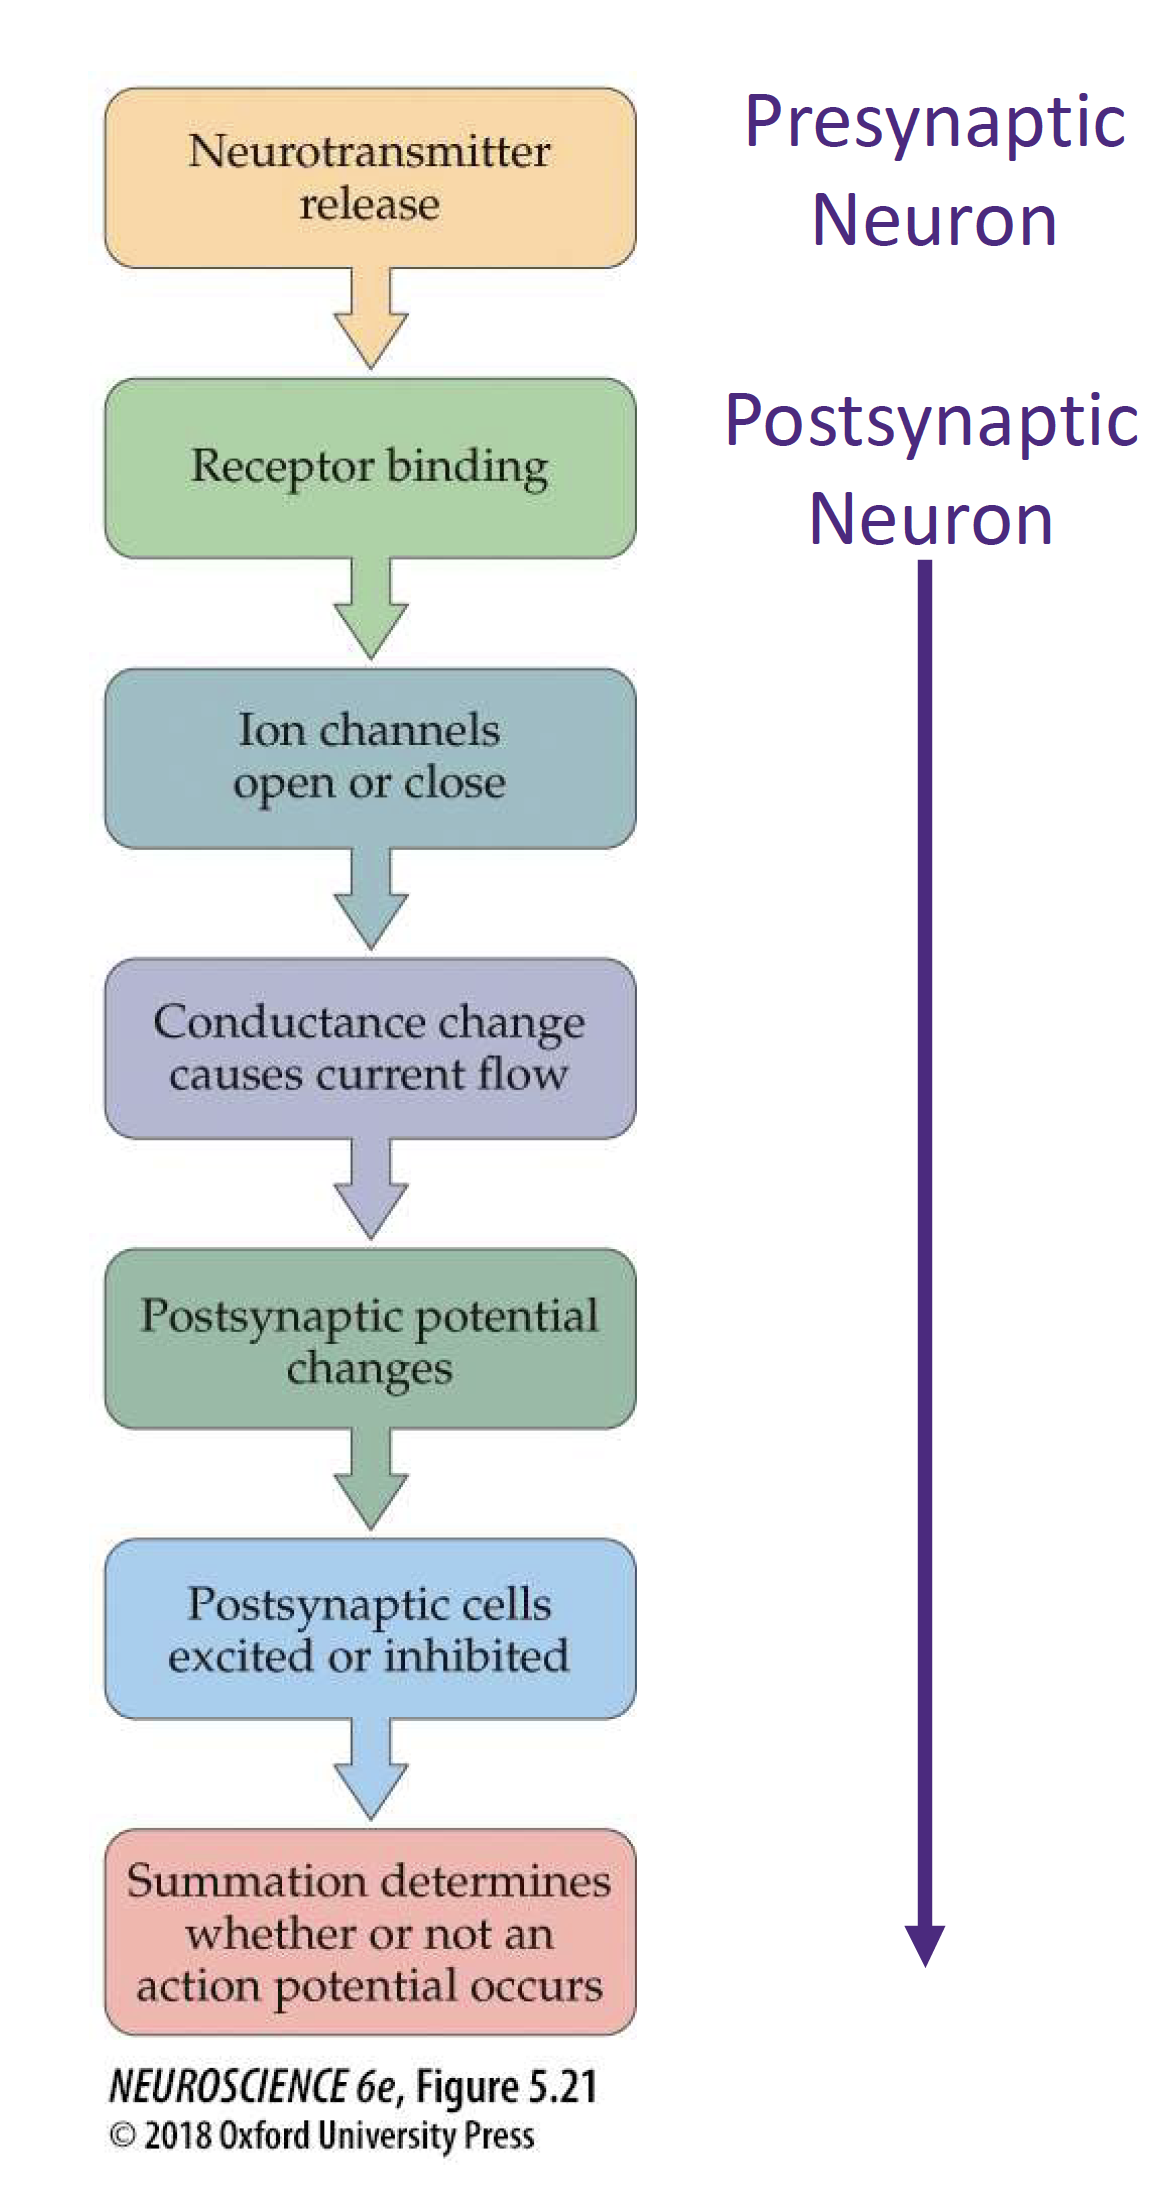 Neurotransmitter
release
Presynaptic
Neuron
Receptor binding
Postsynaptic
Neuron
Ion channels
open or close
Conductance change
causes current flow
Postsynaptic potential
changes
Postsynaptic cells
excited or inhibited
Summation determines
whether or not an
action potential occurs
NEUROSCIENCE 6e, Figure 5.21
© 2018 Oxford University Press